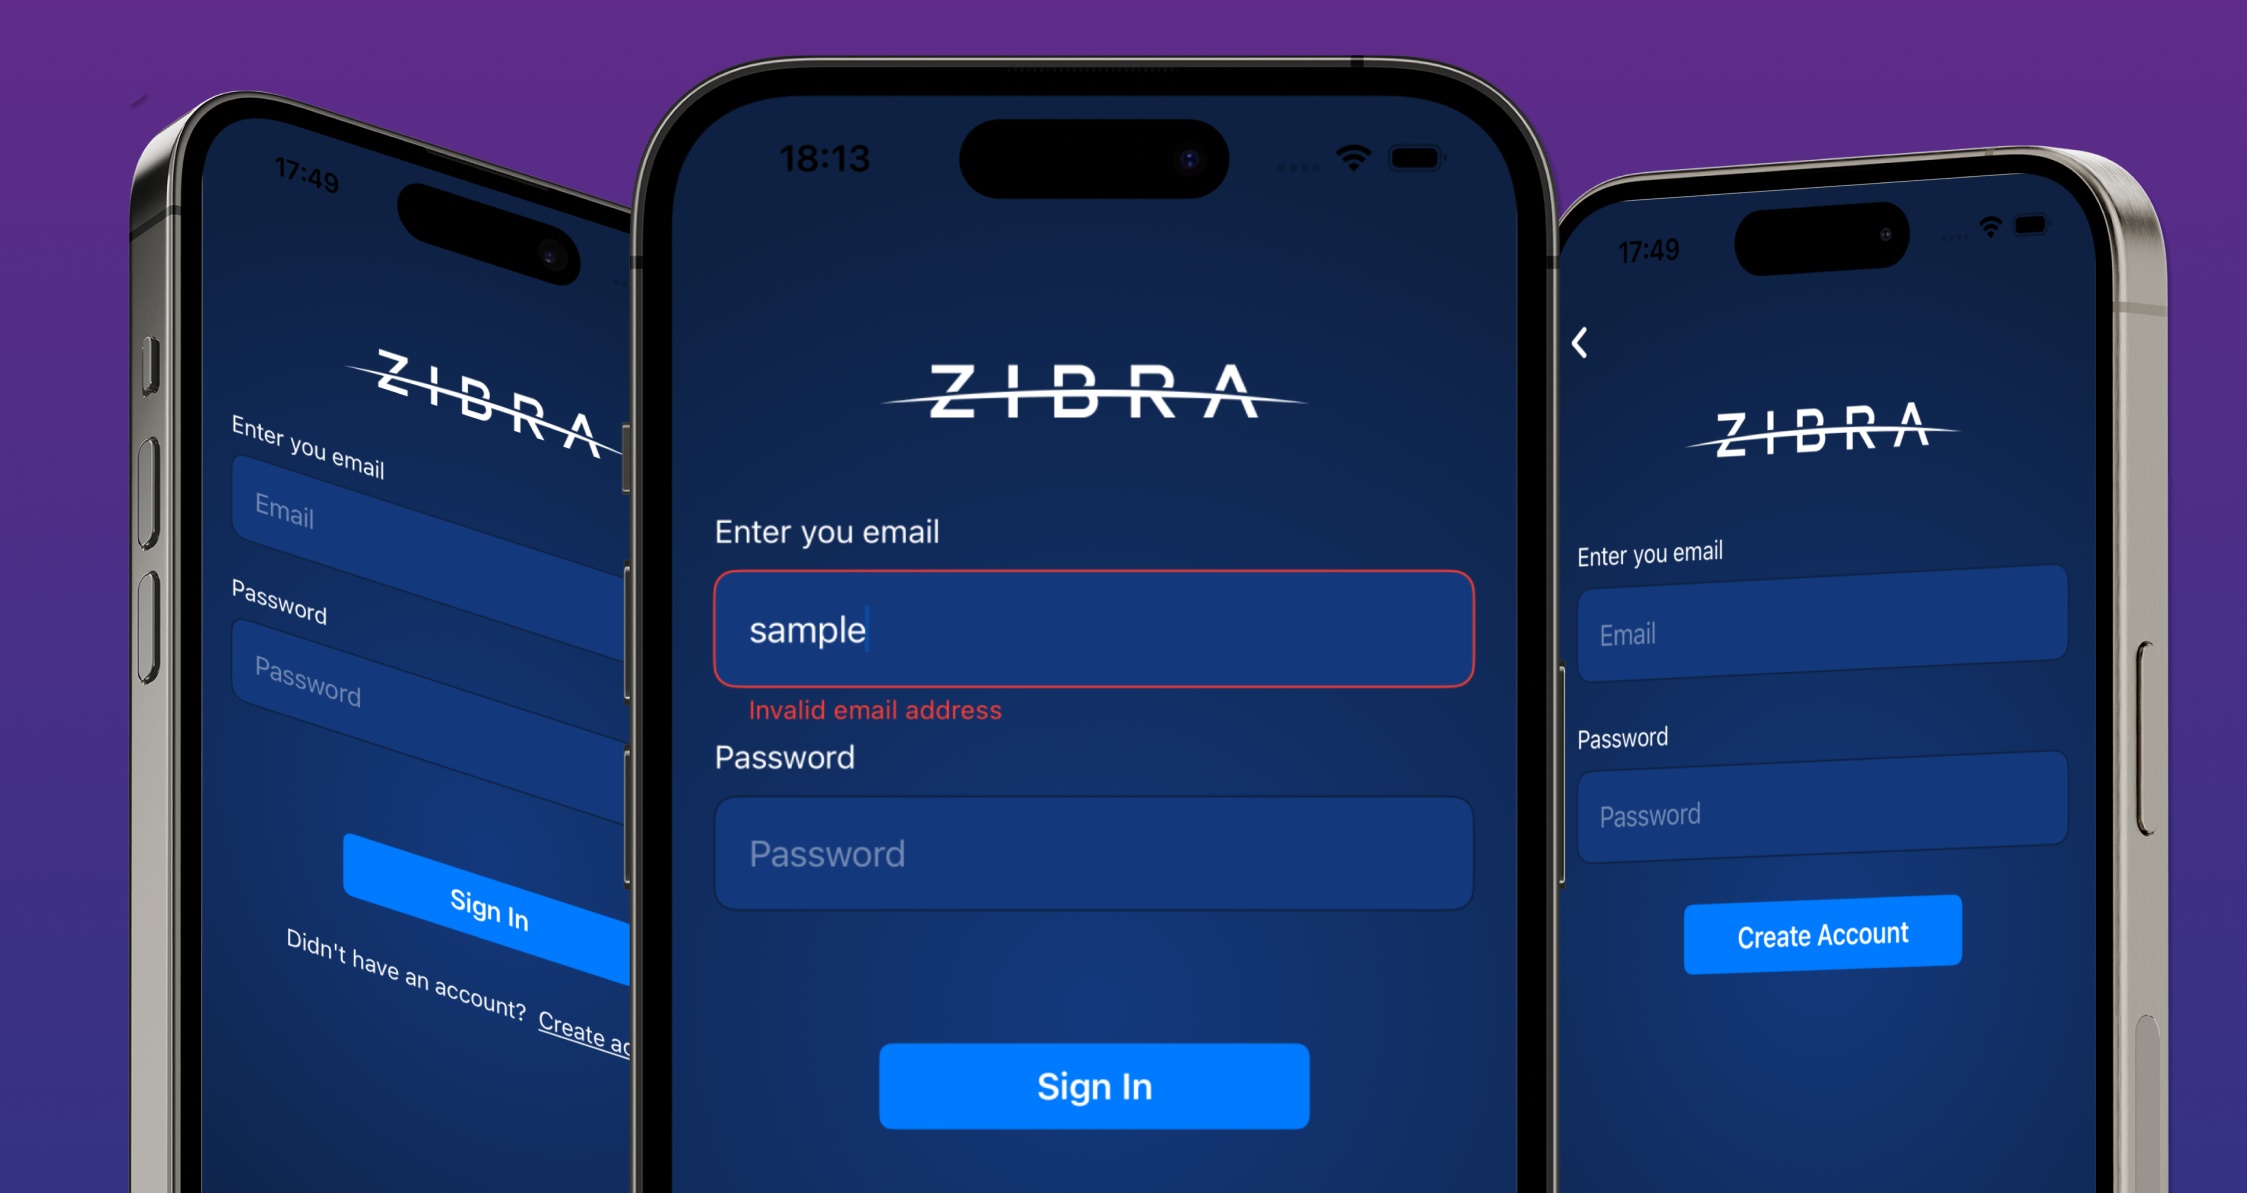 17:49
ZIBRA
Enter you email
Email
Password
Password
Sign In
Didn't have an account? Create
18:13
ZIBRA
Enter you email
sample
Invalid email address
Password
Password
Sign In
17:49
ZIBRA
Enter you email
Email
Password
Password
Create Account